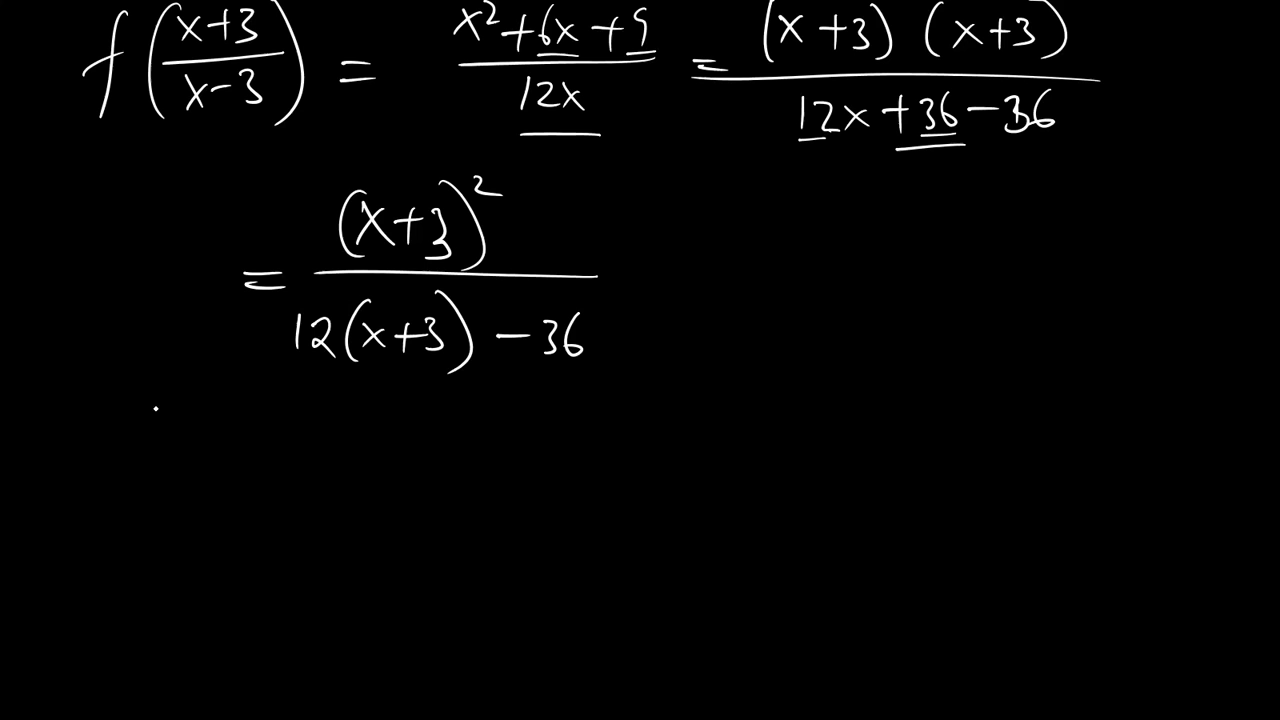 f((x+3)/(x-3)) = (x²+6x+9)/(12x) = ((x+3)(x+3))/(12x+36-36)
= (x+3)²/(12(x+3)-36)